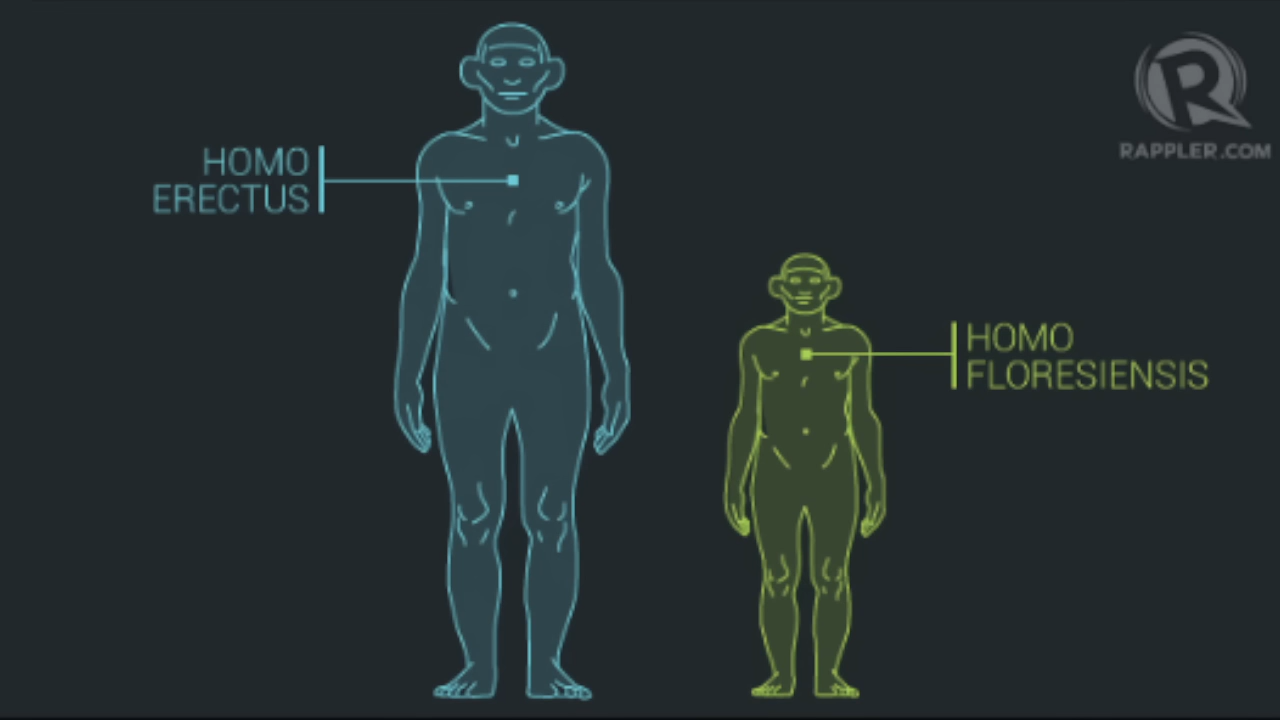 HOMO
ERECTUS
HOMO
FLORESIENSIS
R
RAPPLER.COM